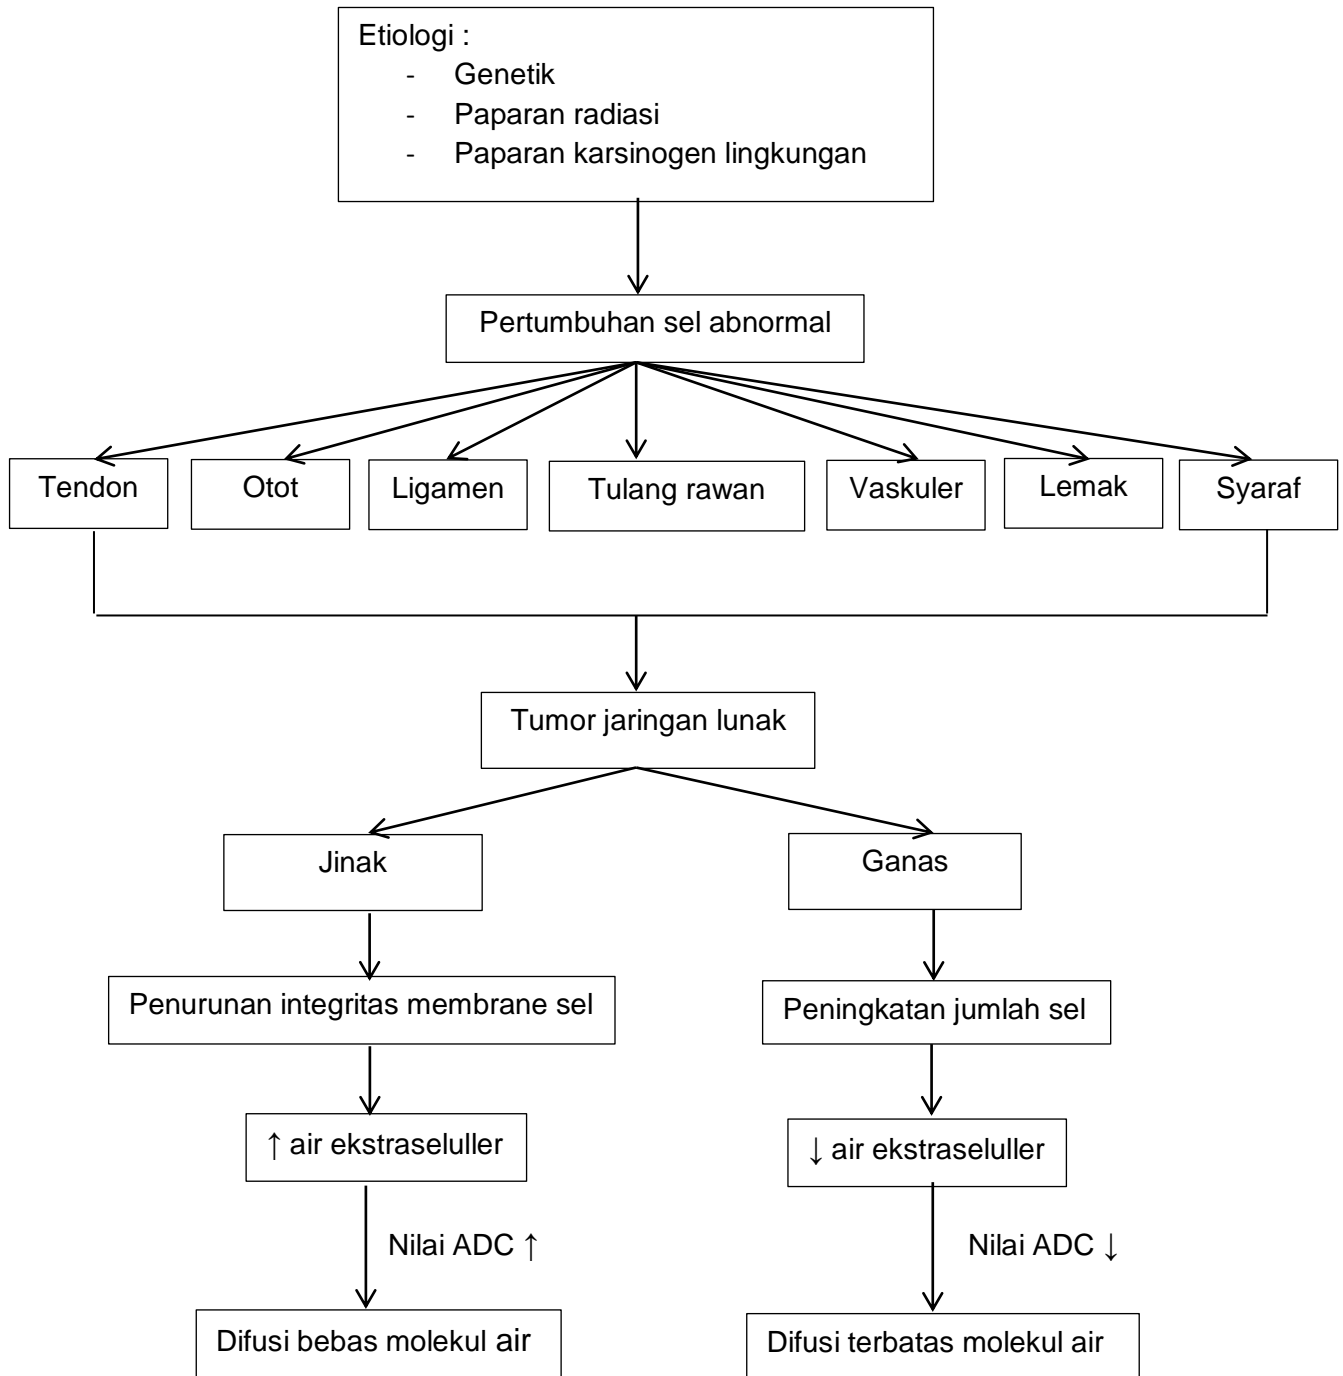 Etiologi :
- Genetik
- Paparan radiasi
- Paparan karsinogen lingkungan
Pertumbuhan sel abnormal
Tendon
Otot
Ligamen
Tulang rawan
Vaskuler
Lemak
Syaraf
Tumor jaringan lunak
Jinak
Ganas
Penurunan integritas membrane sel
Peningkatan jumlah sel
↑ air ekstraseluller
↓ air ekstraseluller
Nilai ADC ↑
Nilai ADC ↓
Difusi bebas molekul air
Difusi terbatas molekul air